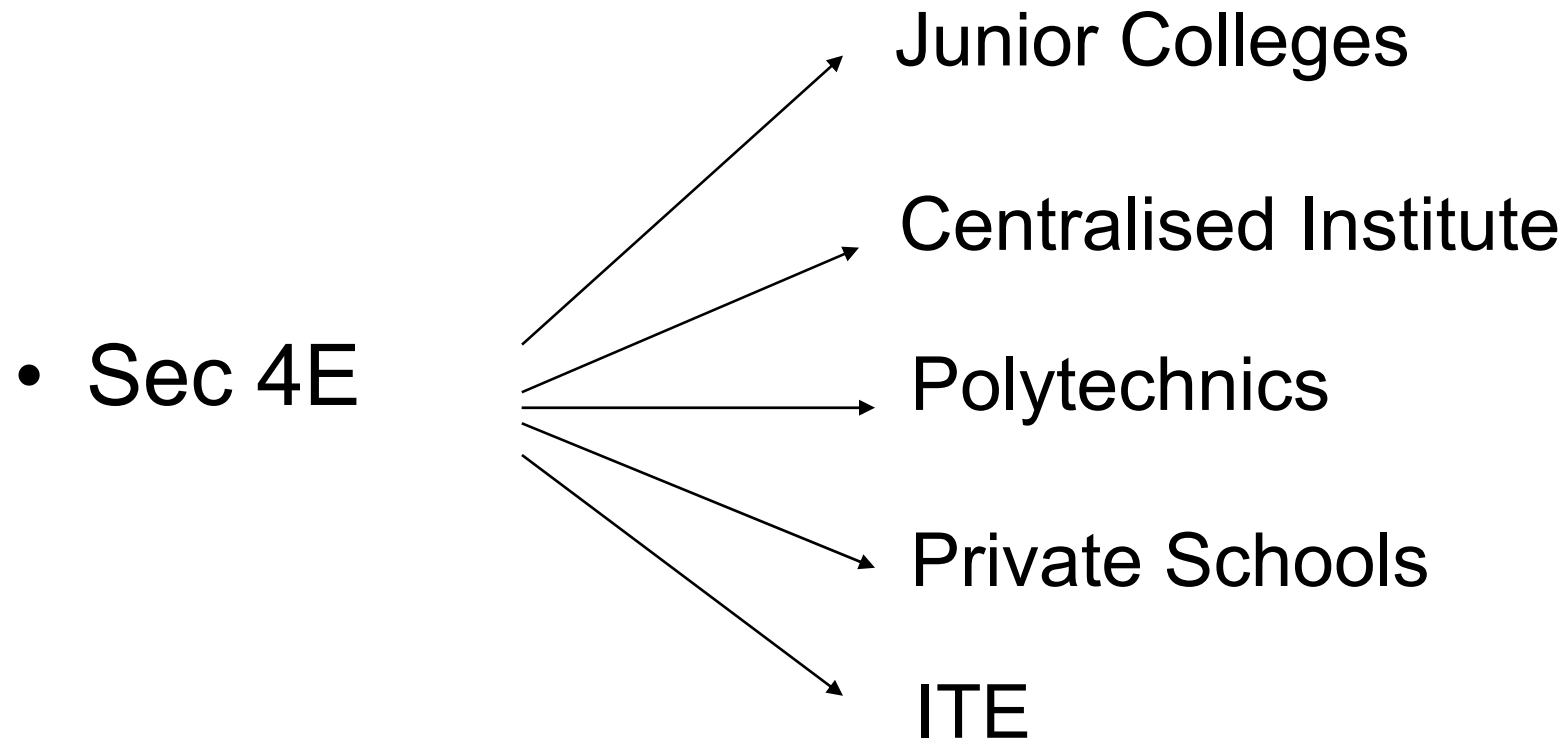 Junior Colleges
Centralised Institute
• Sec 4E
Polytechnics
Private Schools
ITE